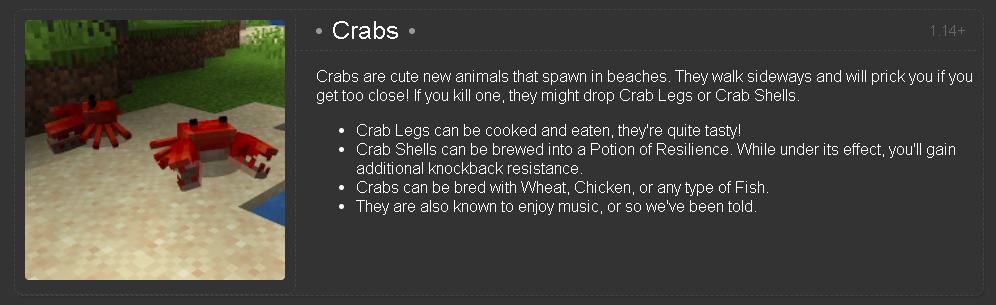 • Crabs •
1.14+
Crabs are cute new animals that spawn in beaches. They walk sideways and will prick you if you
get too close! If you kill one, they might drop Crab Legs or Crab Shells.
• Crab Legs can be cooked and eaten, they're quite tasty!
• Crab Shells can be brewed into a Potion of Resilience. While under its effect, you'll gain
additional knockback resistance.
• Crabs can be bred with Wheat, Chicken, or any type of Fish.
• They are also known to enjoy music, or so we've been told.